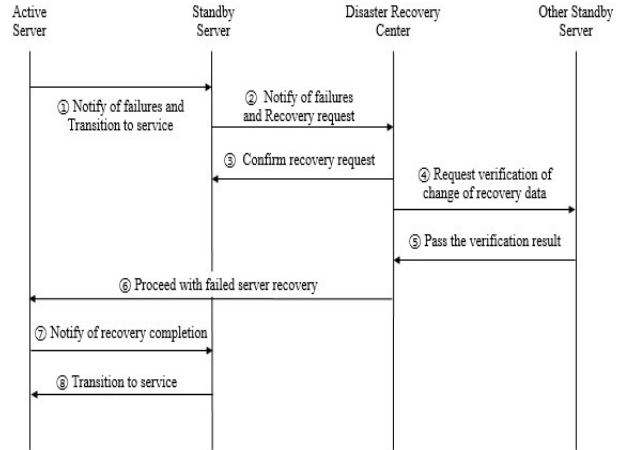 Active
Server
Standby
Server
Disaster Recovery
Center
Other Standby
Server
① Notify of failures and
Transition to service
② Notify of failures
and Recovery request
③ Confirm recovery request
④ Request verification of
change of recovery data
⑤ Pass the verification result
⑥ Proceed with failed server recovery
⑦ Notify of recovery completion
⑧ Transition to service